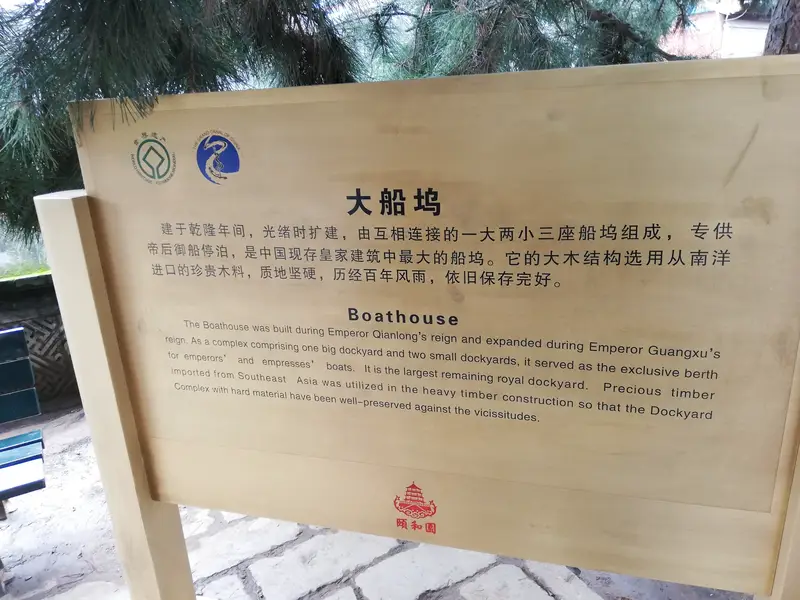 大船坞
建于乾隆年间，光绪时扩建，由互相连接的一大两小三座船坞组成，专供
帝后御船停泊，是中国现存皇家建筑中最大的船坞。它的大木结构选用从南洋
进口的珍贵木料，质地坚硬，历经百年风雨，依旧保存完好。
Boathouse
The Boathouse was built during Emperor Qianlong's reign and expanded during Emperor Guangxu's
reign. As a complex comprising one big dockyard and two small dockyards, it served as the exclusive berth
for emperors' and empresses' boats. It is the largest remaining royal dockyard. Precious timber
imported from Southeast Asia was utilized in the heavy timber construction so that the Dockyard
Complex with hard material have been well-preserved against the vicissitudes.
颐和园